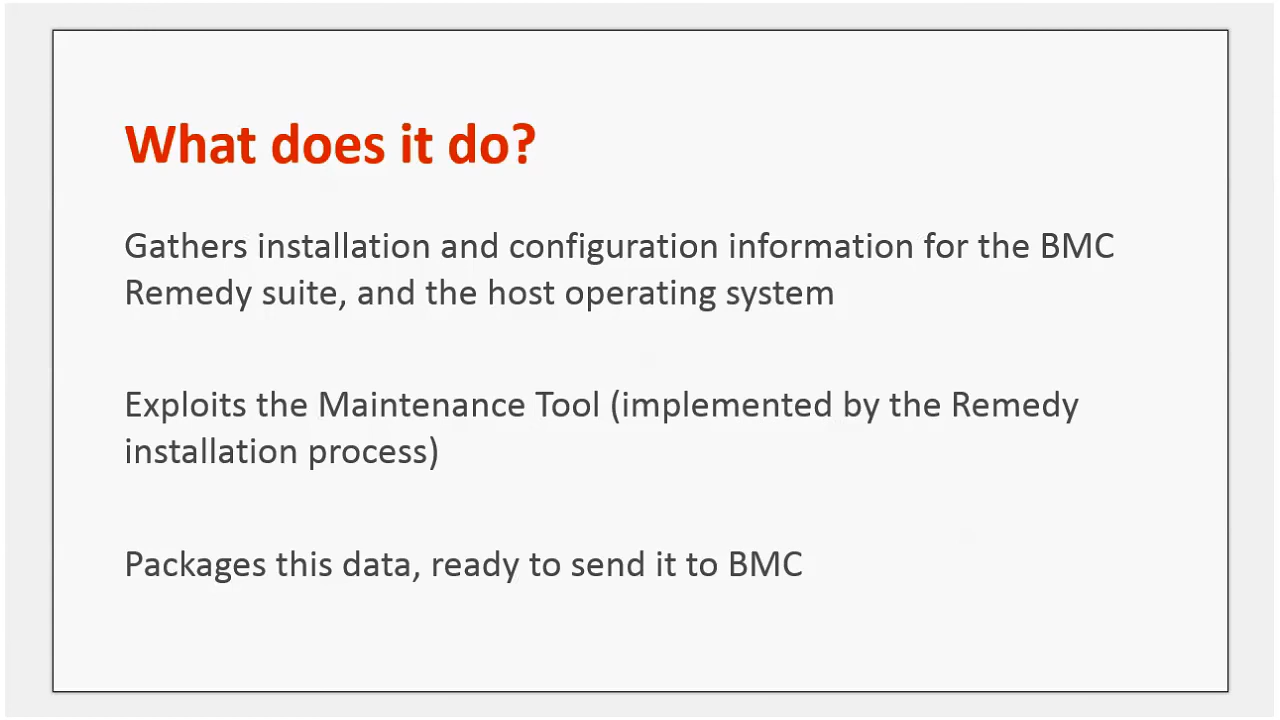 What does it do?
Gathers installation and configuration information for the BMC
Remedy suite, and the host operating system
Exploits the Maintenance Tool (implemented by the Remedy
installation process)
Packages this data, ready to send it to BMC